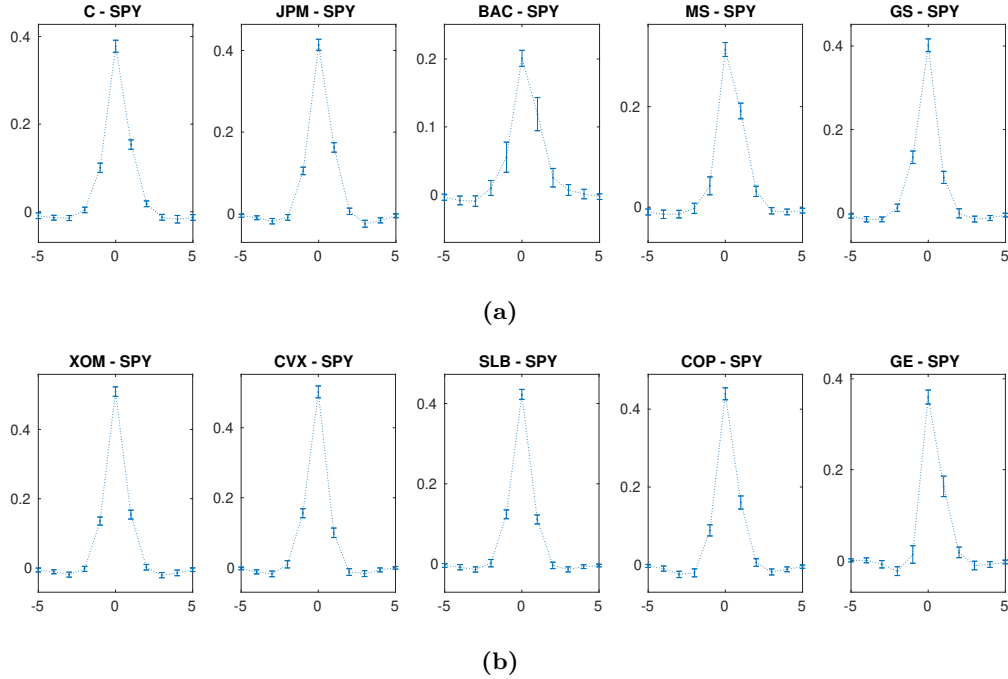 C - SPY
JPM - SPY
BAC - SPY
MS - SPY
GS - SPY
0.4
0.2
0
-5 0 5
0.4
0.2
0
-5 0 5
0.2
0.1
0
-5 0 5
0.2
0
-5 0 5
0.4
0.2
0
-5 0 5
(a)
XOM - SPY
CVX - SPY
SLB - SPY
COP - SPY
GE - SPY
0.4
0.2
0
-5 0 5
0.4
0.2
0
-5 0 5
0.4
0.2
0
-5 0 5
0.4
0.2
0
-5 0 5
0.4
0.2
0
-5 0 5
(b)